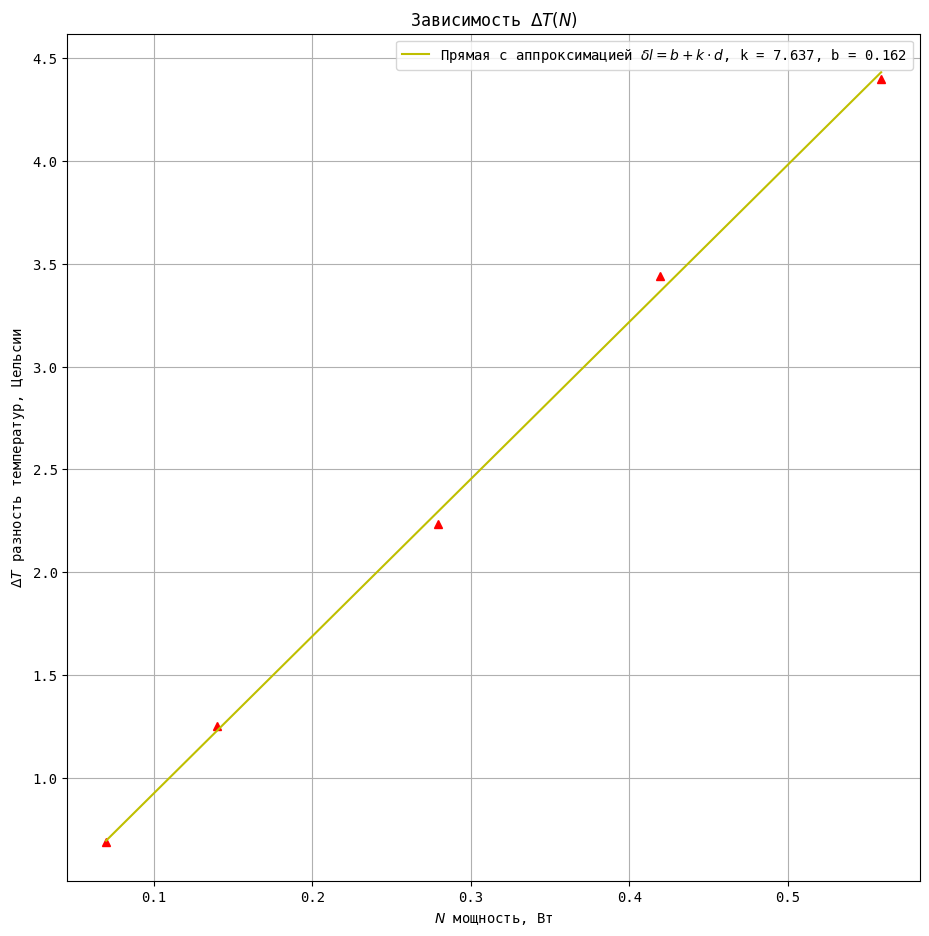 Зависимость ΔT(N)
Прямая с аппроксимацией δl = b + k · d, k = 7.637, b = 0.162
ΔT разность температур, Цельсии
4.5
4.0
3.5
3.0
2.5
2.0
1.5
1.0
0.1 0.2 0.3 0.4 0.5
N мощность, Вт